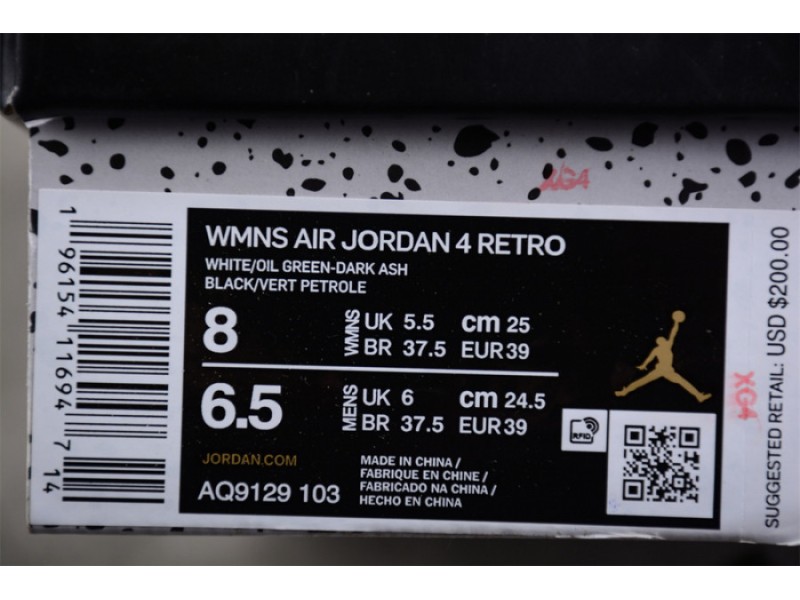 XG4
WMNS AIR JORDAN 4 RETRO
WHITE/OIL GREEN-DARK ASH
BLACK/VERT PETROLE
8 WMNS UK 5.5 cm 25
BR 37.5 EUR 39
6.5 MENS UK 6 cm 24.5
BR 37.5 EUR 39
JORDAN.COM
AQ9129 103
MADE IN CHINA /
FABRIQUE EN CHINE /
FABRICADO NA CHINA /
HECHO EN CHINA
RFID
1 96154 11694 7 14
XG4
SUGGESTED RETAIL: USD $200.00